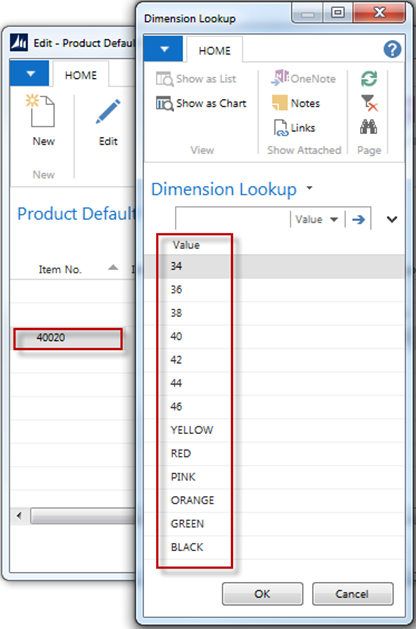 Edit - Product Default
HOME
New
Edit
New
Product Default
Item No.
40020
Dimension Lookup
HOME
Show as List
Show as Chart
View
OneNote
Notes
Links
Show Attached
Page
Dimension Lookup
Value
Value
34
36
38
40
42
44
46
YELLOW
RED
PINK
ORANGE
GREEN
BLACK
OK
Cancel